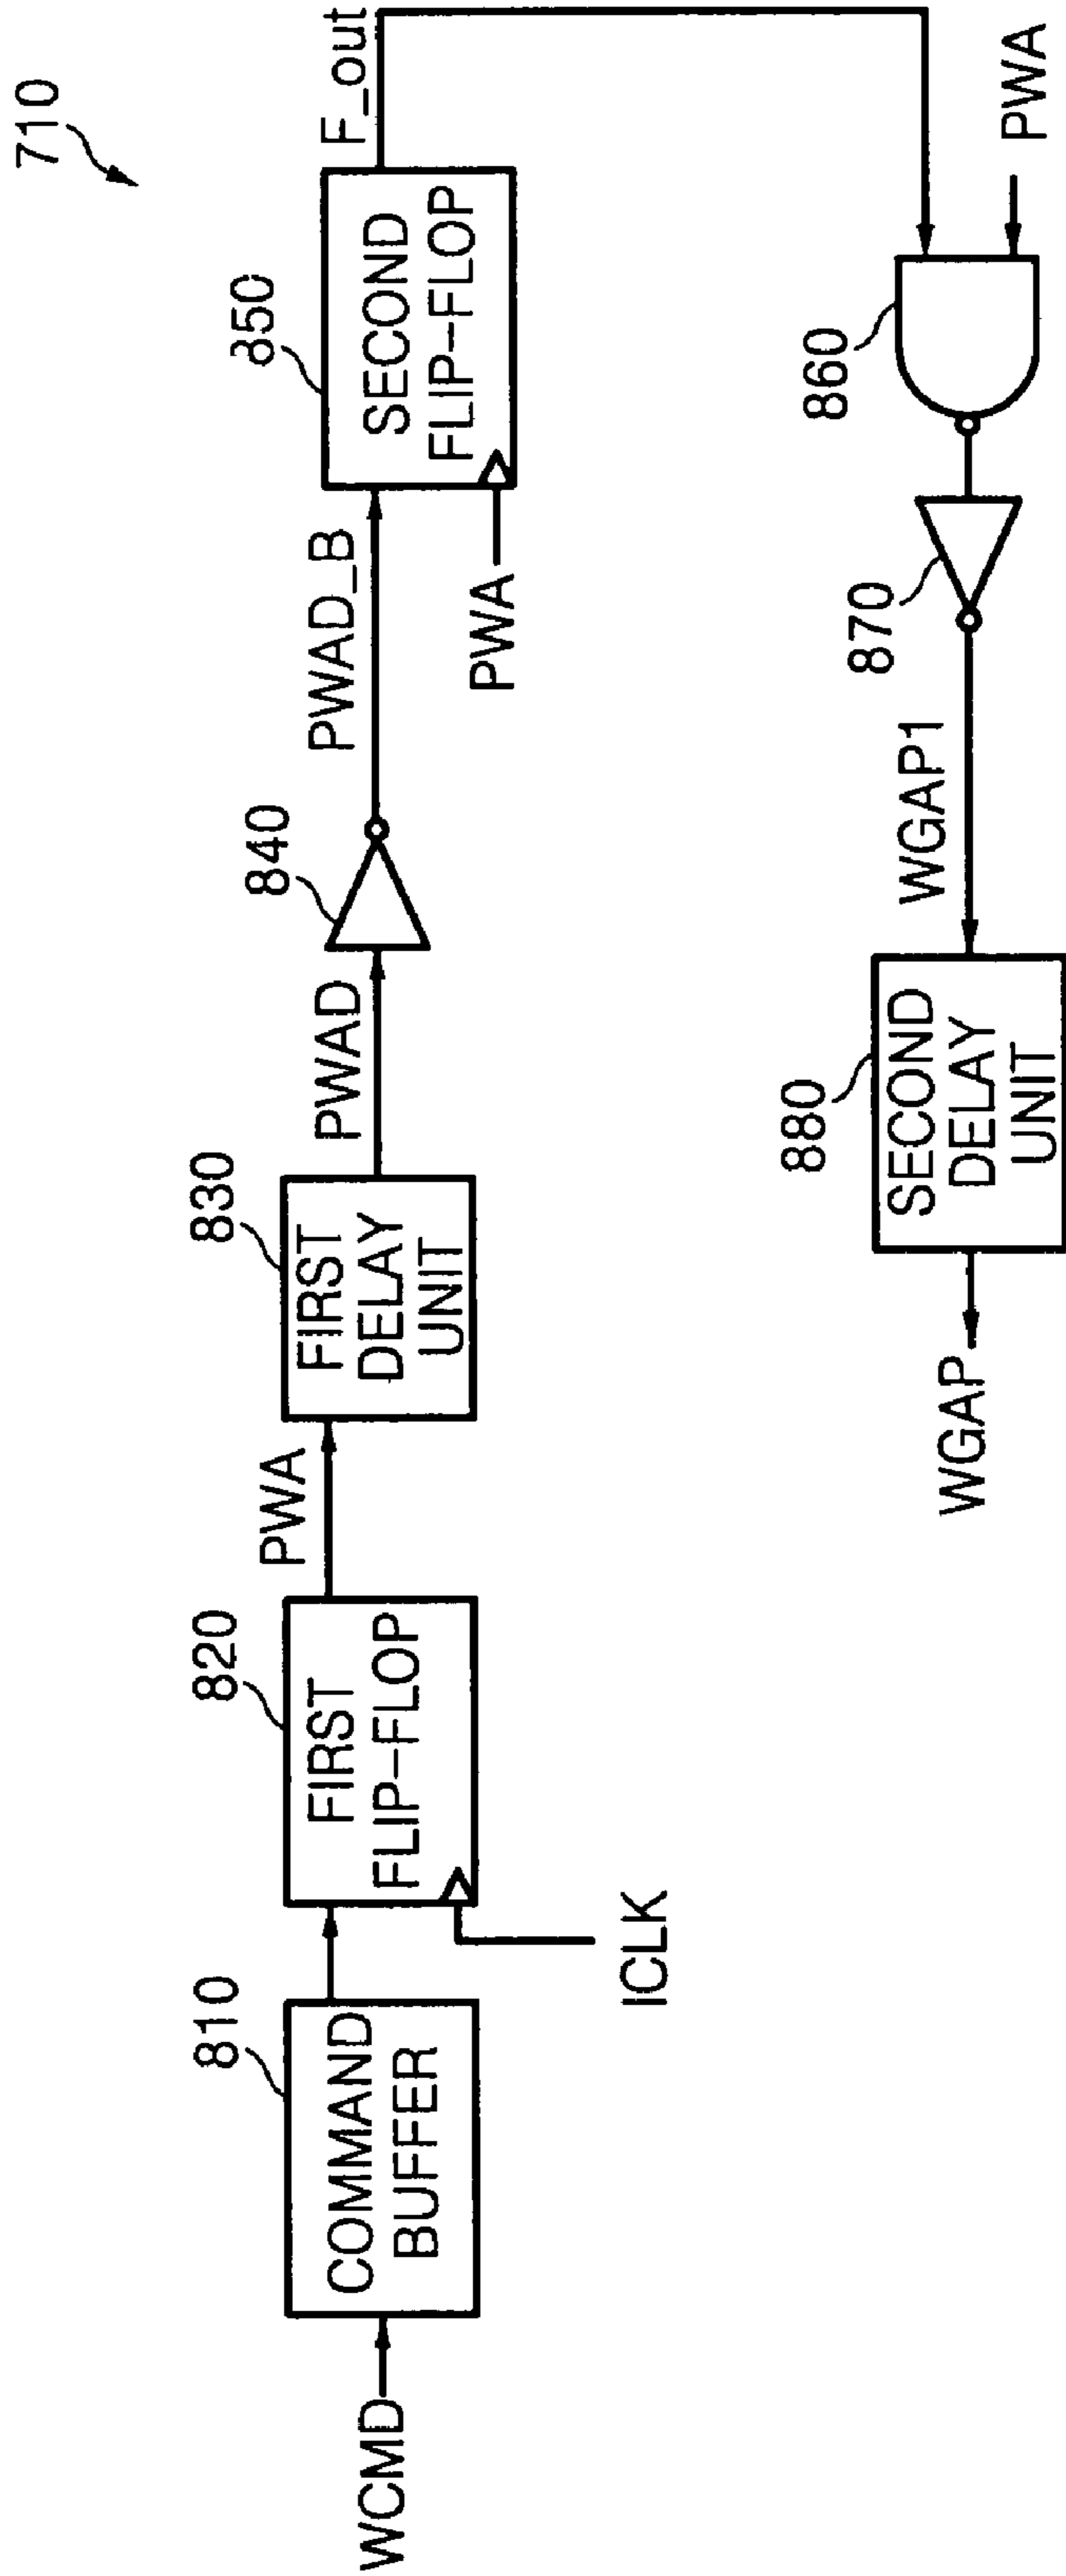 710
WCMD
810
COMMAND
BUFFER
820
FIRST
FLIP-FLOP
ICLK
PWA
830
FIRST
DELAY
UNIT
PWAD
840
PWAD_B
850
SECOND
FLIP-FLOP
PWA
F_out
860
PWA
870
WGAP1
880
SECOND
DELAY
UNIT
WGAP